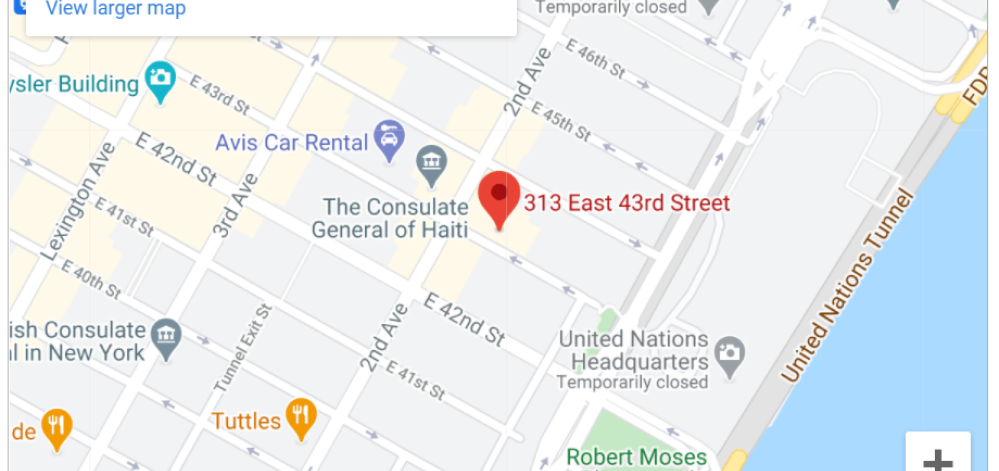 View larger map
Temporarily closed
E 46th St
ysler Building
E 43rd St
2nd Ave
FDR
E 45th St
Avis Car Rental
E 42nd St
Lexington Ave
3rd Ave
The Consulate
General of Haiti
313 East 43rd Street
E 41st St
United Nations Tunnel
E 40th St
E 42nd St
ish Consulate
al in New York
Tunnel Exit St
2nd Ave
United Nations
Headquarters
Temporarily closed
E 41st St
Tuttles
de
Robert Moses